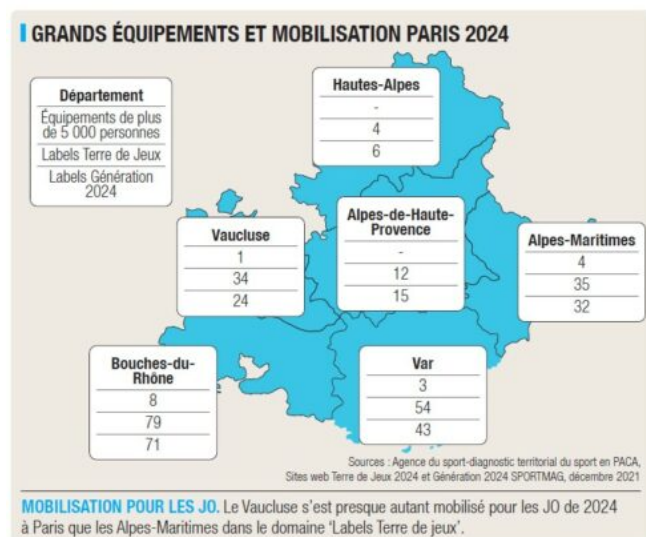 GRANDS ÉQUIPEMENTS ET MOBILISATION PARIS 2024
Département
Équipements de plus
de 5 000 personnes
Labels Terre de Jeux
Labels Génération
2024
Hautes-Alpes
-
4
6
Vaucluse
1
34
24
Alpes-de-Haute-
Provence
-
12
15
Alpes-Maritimes
4
35
32
Bouches-du-
Rhône
8
79
71
Var
3
54
43
Sources : Agence du sport-diagnostic territorial du sport en PACA,
Sites web Terre de Jeux 2024 et Génération 2024 SPORTMAG, décembre 2021
MOBILISATION POUR LES JO. Le Vaucluse s’est presque autant mobilisé pour les JO de 2024
à Paris que les Alpes-Maritimes dans le domaine ‘Labels Terre de jeux’.